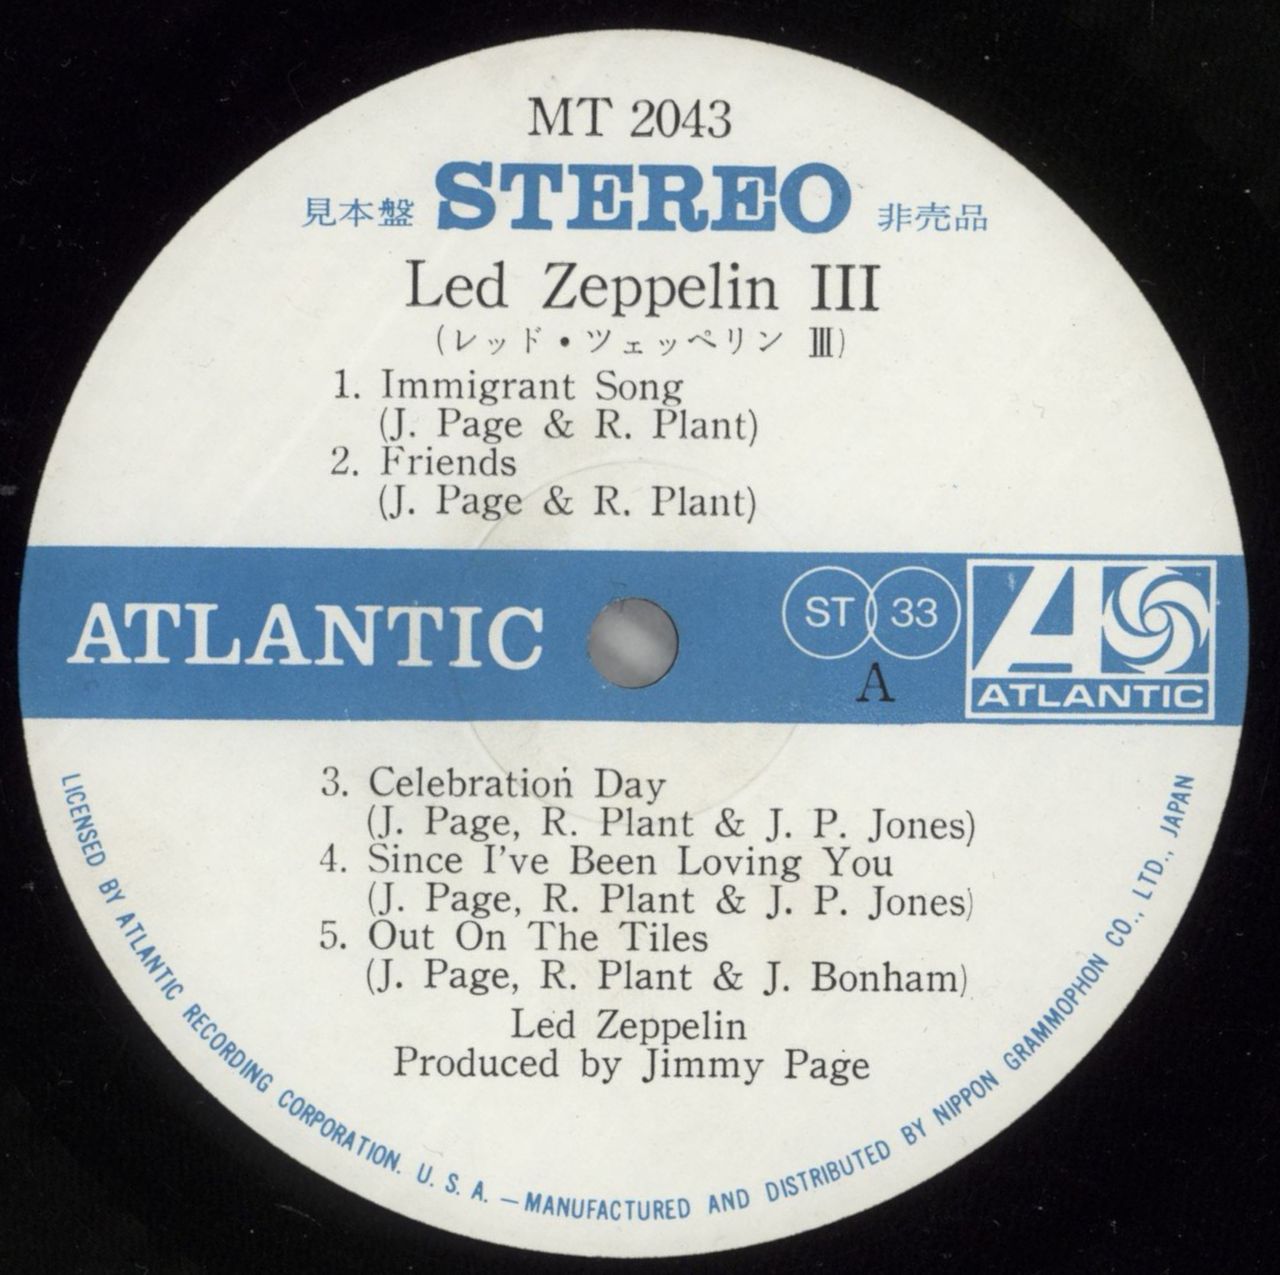 MT 2043
見本盤 STEREO 非売品
Led Zeppelin III
(レッド・ツェッペリン Ⅲ)
1. Immigrant Song
(J. Page & R. Plant)
2. Friends
(J. Page & R. Plant)
ATLANTIC
ST 33
A
ATLANTIC
3. Celebration Day
(J. Page, R. Plant & J. P. Jones)
4. Since I've Been Loving You
(J. Page, R. Plant & J. P. Jones)
5. Out On The Tiles
(J. Page, R. Plant & J. Bonham)
Led Zeppelin
Produced by Jimmy Page
LICENSED BY ATLANTIC RECORDING CORPORATION. U. S. A. — MANUFACTURED AND DISTRIBUTED BY NIPPON GRAMMOPHON CO., LTD., JAPAN